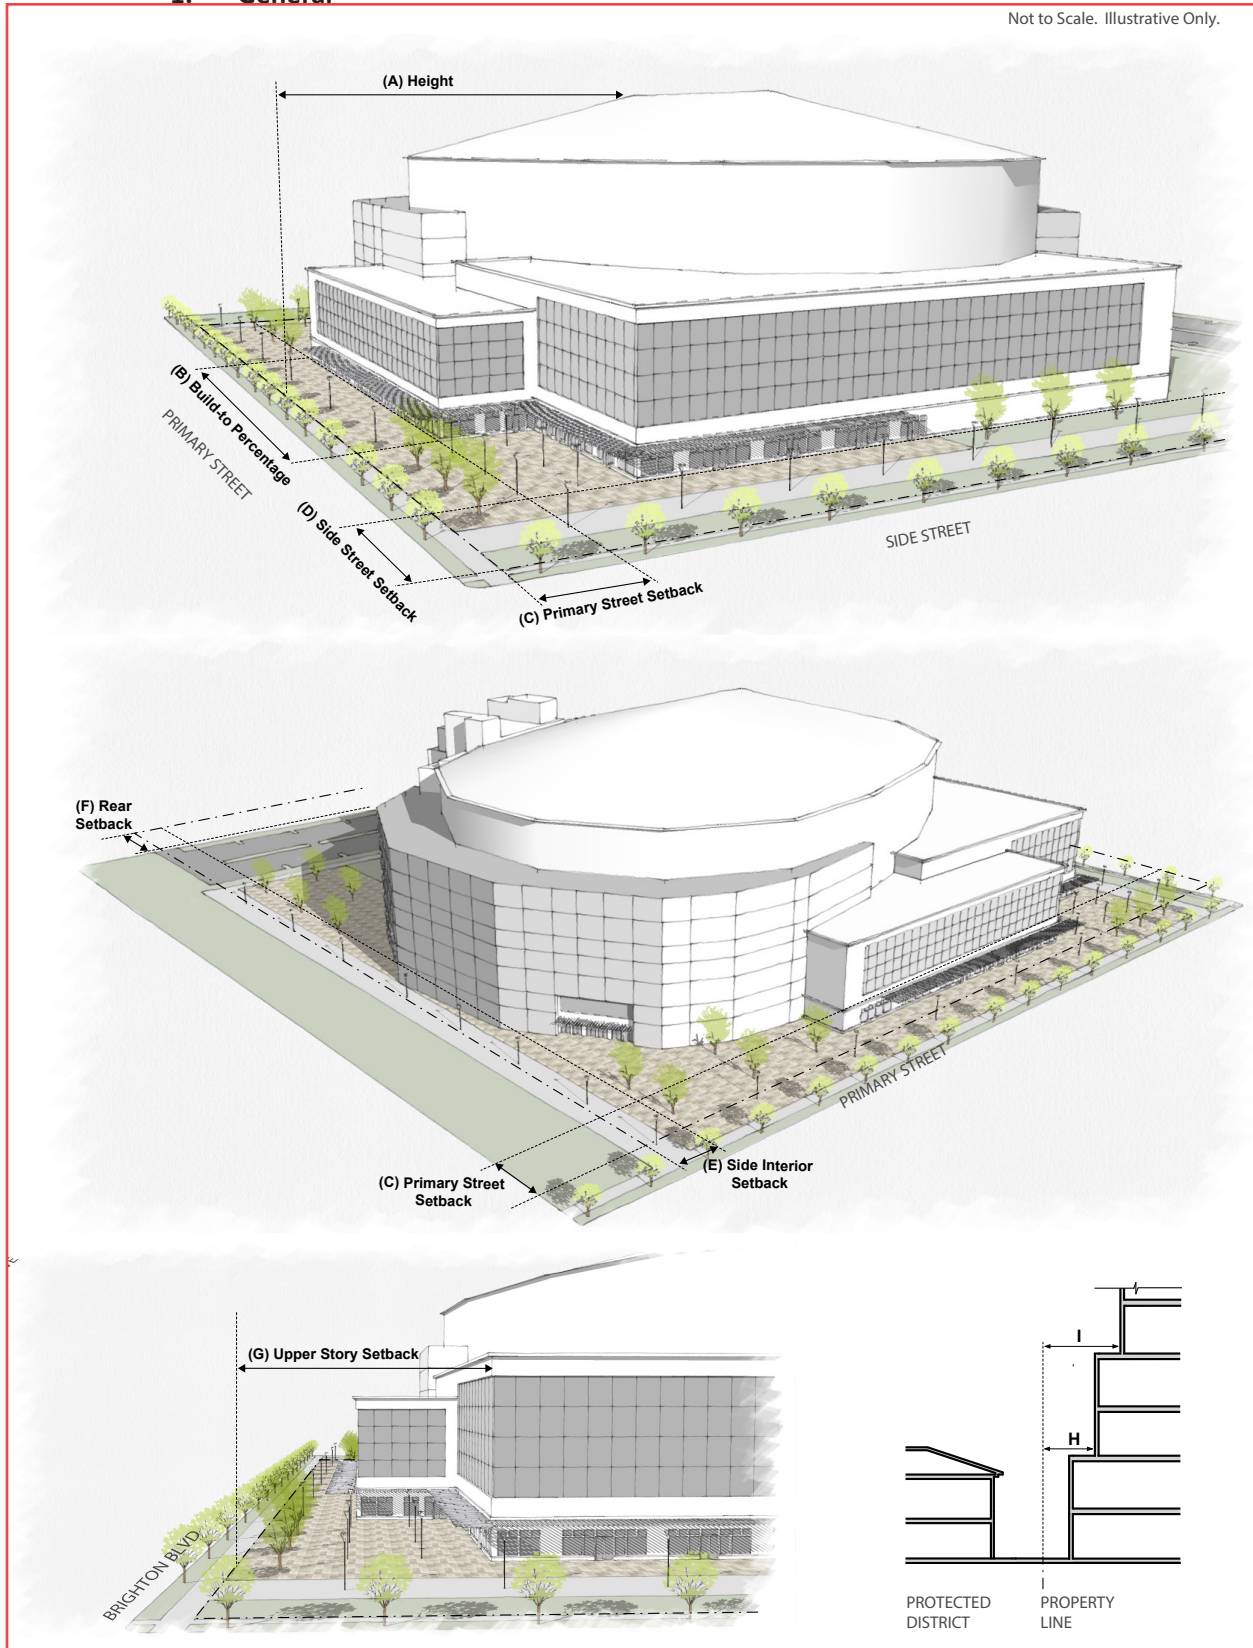 1. General
Not to Scale. Illustrative Only.
(A) Height
(B) Build-to Percentage
PRIMARY STREET
(D) Side Street Setback
SIDE STREET
(C) Primary Street Setback
(F) Rear
Setback
PRIMARY STREET
(E) Side Interior
Setback
(C) Primary Street
Setback
(G) Upper Story Setback
I
H
BRIGHTON BLVD
PROTECTED
DISTRICT
PROPERTY
LINE